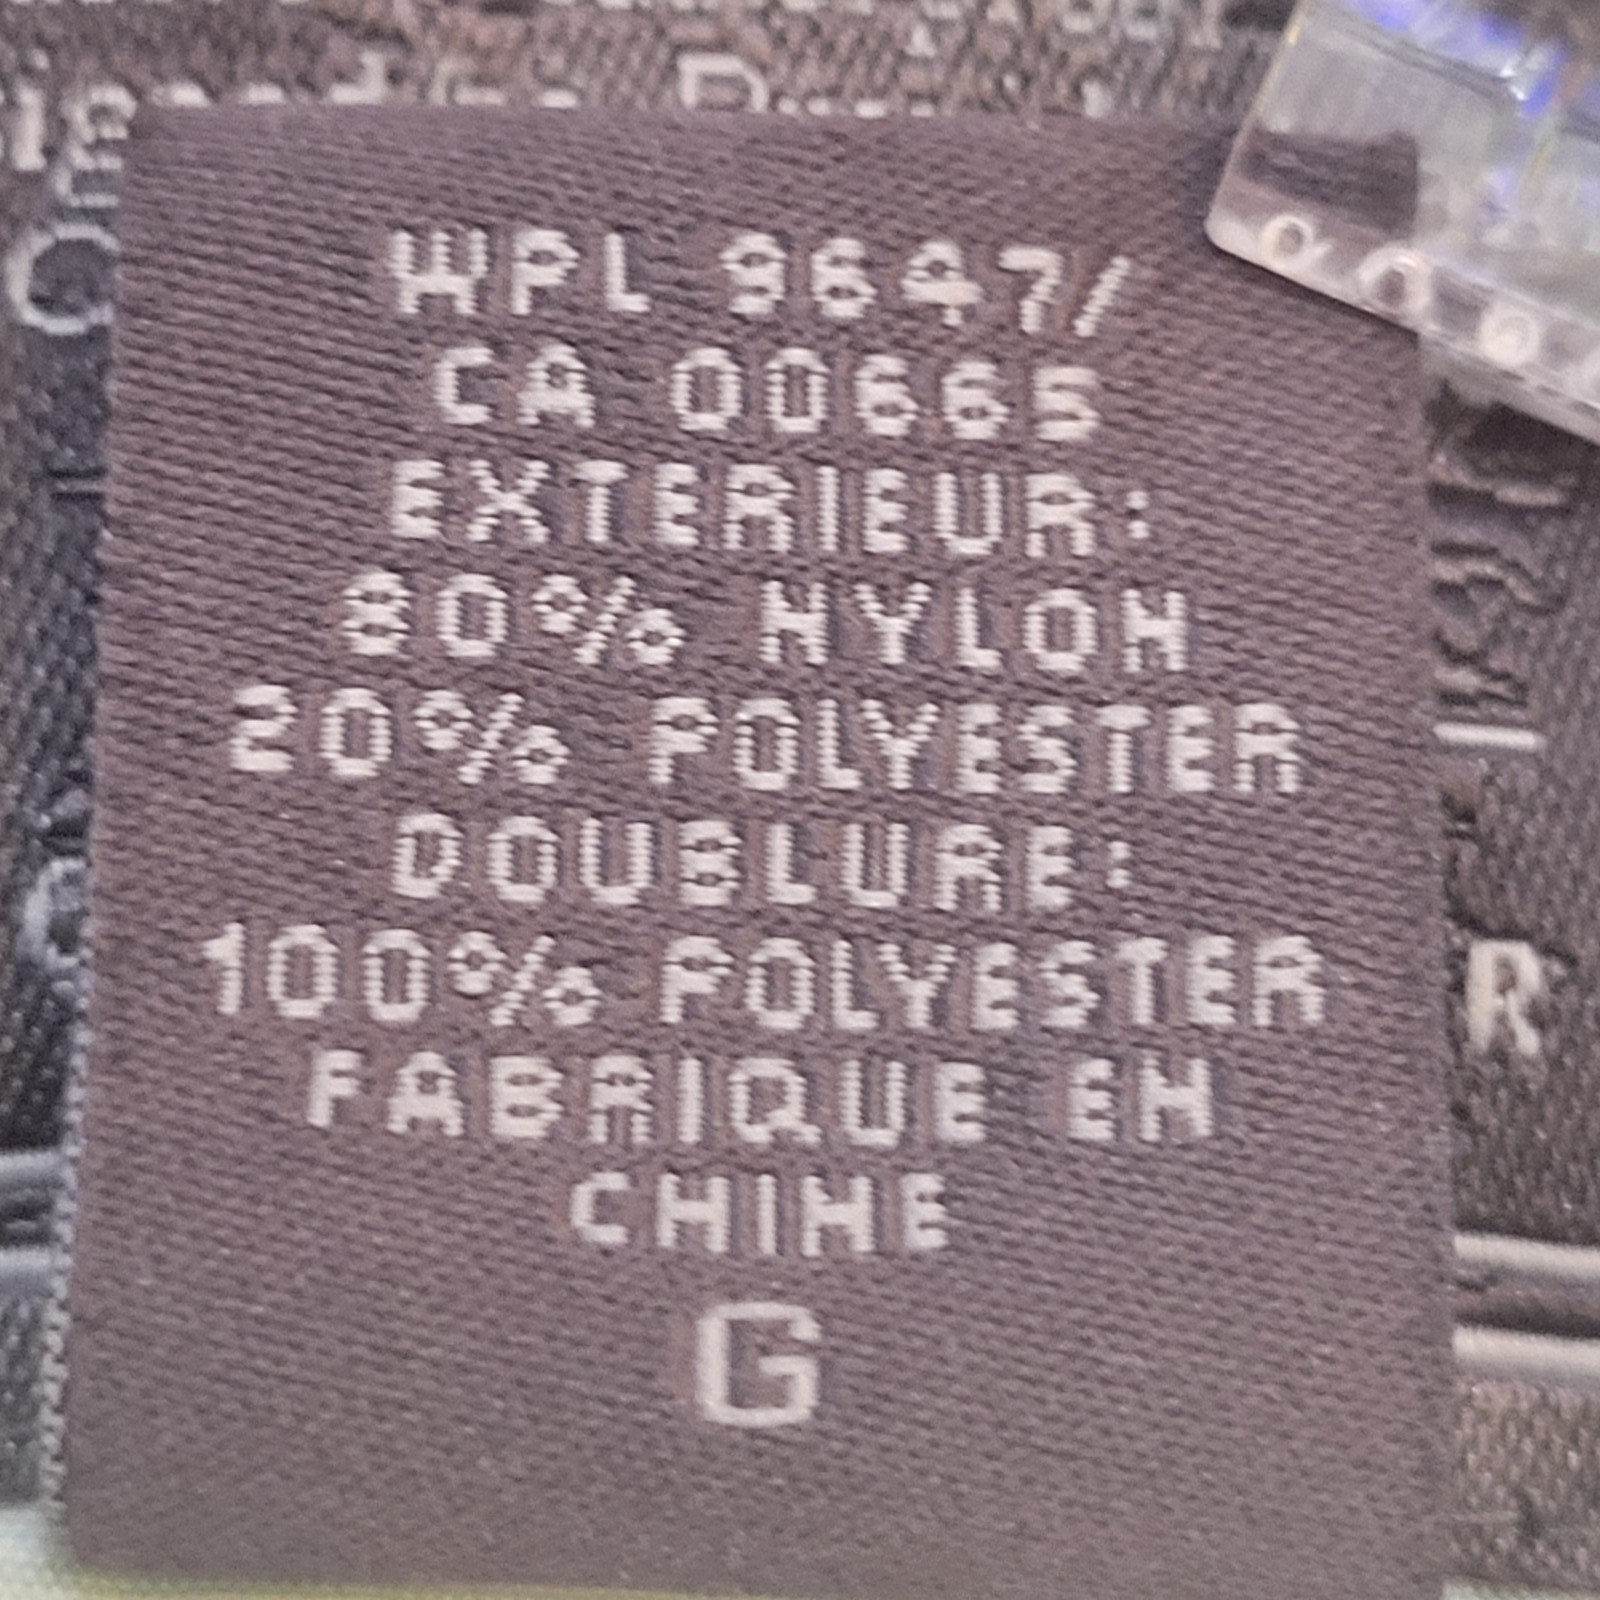 WPL 9647/
CA 00665
EXTERIEUR:
80% NYLON
20% POLYESTER
DOUBLURE:
100% POLYESTER
FABRIQUE EN
CHINE
G
R